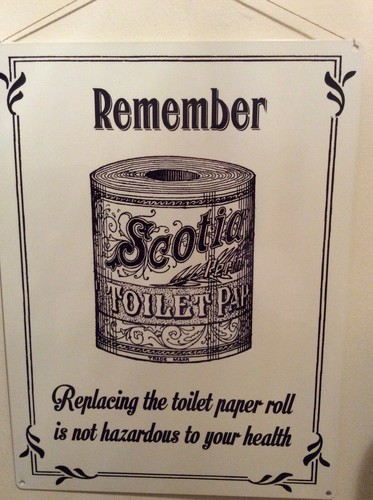 Remember
Scotia
TOILET PAP
TRADE MARK
Replacing the toilet paper roll
is not hazardous to your health